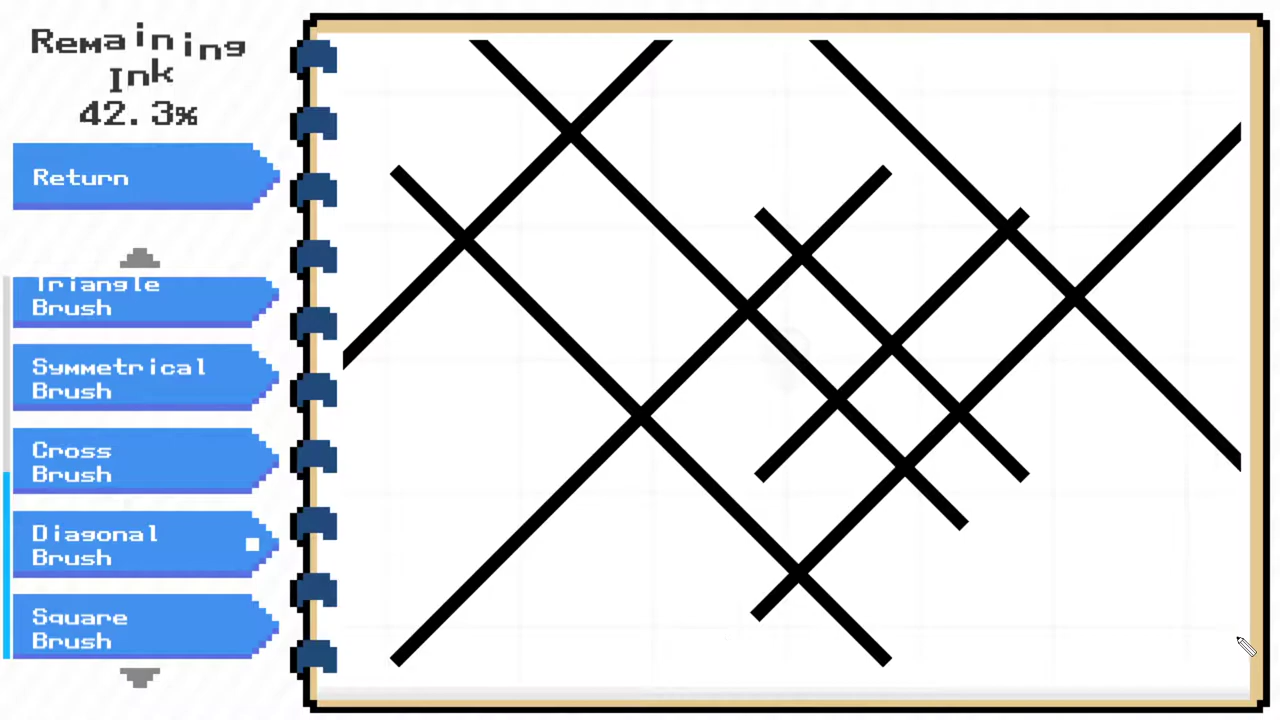 Remaining
Ink
42.3%
Return
Triangle
Brush
Symmetrical
Brush
Cross
Brush
Diagonal
Brush
Square
Brush